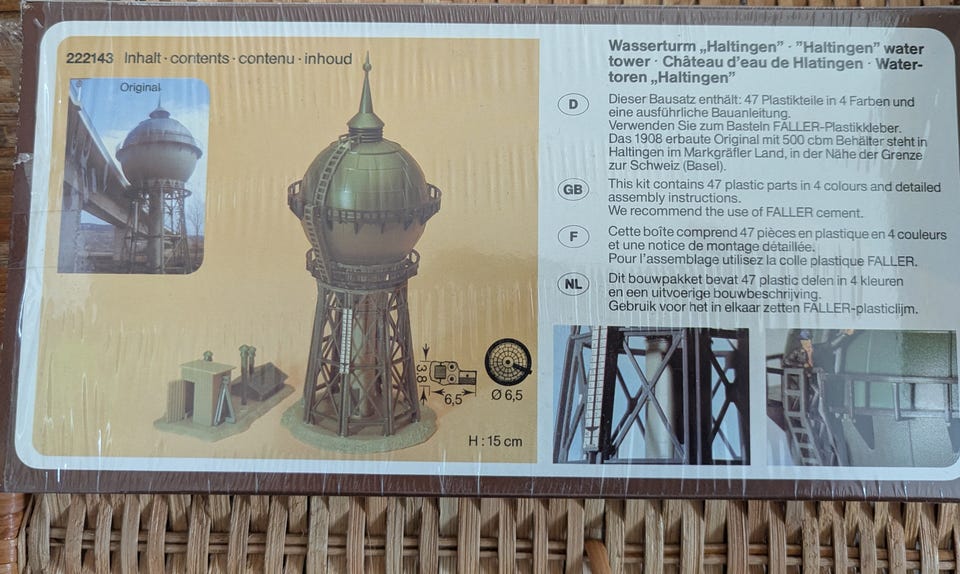 222143 Inhalt · contents · contenu · inhoud
Original
3,8
6,5
Ø 6,5
H : 15 cm
Wasserturm „Haltingen" · "Haltingen" water
tower · Château d'eau de Hlatingen · Water-
toren „Haltingen"
D
Dieser Bausatz enthält: 47 Plastikteile in 4 Farben und
eine ausführliche Bauanleitung.
Verwenden Sie zum Basteln FALLER-Plastikkleber.
Das 1908 erbaute Original mit 500 cbm Behälter steht in
Haltingen im Markgräfler Land, in der Nähe der Grenze
zur Schweiz (Basel).
GB
This kit contains 47 plastic parts in 4 colours and detailed
assembly instructions.
We recommend the use of FALLER cement.
F
Cette boîte comprend 47 pièces en plastique en 4 couleurs
et une notice de montage détaillée.
Pour l'assemblage utilisez la colle plastique FALLER.
NL
Dit bouwpakket bevat 47 plastic delen in 4 kleuren
en een uitvoerige bouwbeschrijving.
Gebruik voor het in elkaar zetten FALLER-plasticlijm.